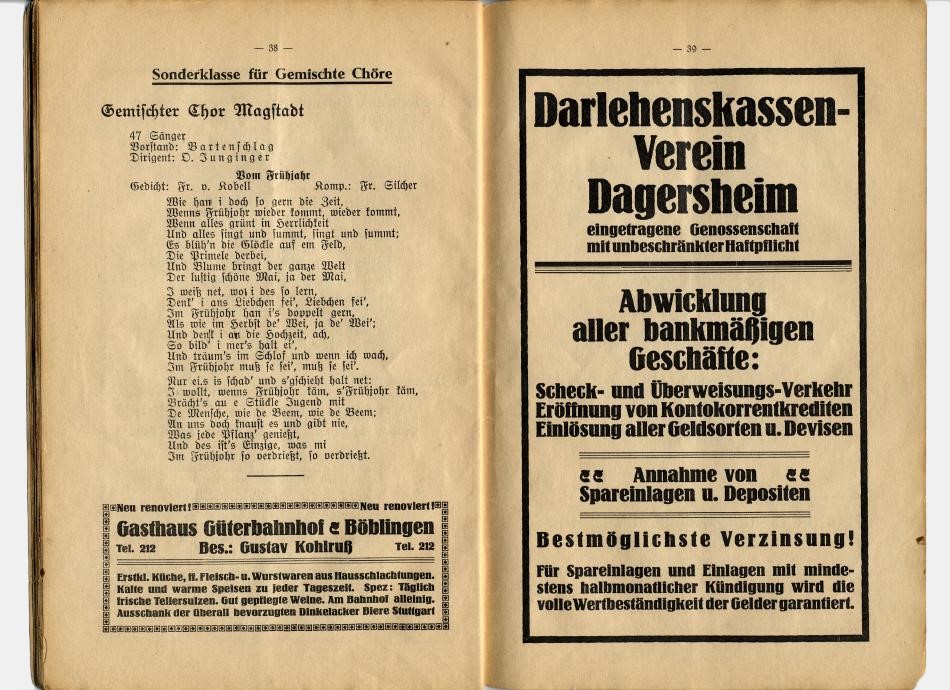 — 38 —
Sonderklasse für Gemischte Chöre
Gemischter Chor Magstadt
47 Sänger
Vorstand: Bartenschlag
Dirigent: O. Junginger
Vom Frühjahr
Gedicht: Fr. v. Kobell Komp.: Fr. Silcher
Wie han i doch so gern die Zeit,
Wenns Frühjohr wieder kommt, wieder kommt,
Wenn alles grünt in Herrlichkeit
Und alles singt und summt, singt und summt;
Es blüh'n die Glöckle auf em Feld,
Die Primele derbei,
Und Blume bringt der ganze Welt
Der lustig schöne Mai, ja der Mai,
I weiß net, wo i des so lern,
Denk' i ans Liebchen fei', Liebchen fei',
Im Frühjohr han i's doppelt gern,
Als wie im Herbst de' Wei, ja de' Wei';
Und denk i an die Hochzeit, ach,
So bild' i mer's halt ei',
Und träum's im Schlof und wenn ich wach,
Im Frühjohr muß se sei', muß se sei'.
Nur ei.s is schad' und s'gschieht halt net:
I wollt, wenns Frühjohr käm, s'Frühjohr käm,
Brächt's au e Stückle Jugend mit
De Mensche, wie de Beem, wie de Beem;
An uns doch knaust es und gibt nie,
Was jede Pflanz' genießt,
Und des ist's Einzige, was mi
Im Frühjohr so verdrießt, so verdrießt.
Neu renoviert! Neu renoviert!
Gasthaus Güterbahnhof Böblingen
Tel. 212 Bes.: Gustav Kohlruß Tel. 212
Erstkl. Küche, ff. Fleisch- u. Wurstwaren aus Hausschlachtungen.
Kalte und warme Speisen zu jeder Tageszeit. Spez: Täglich
frische Tellersulzen. Gut gepflegte Weine. Am Bahnhof alleinig.
Ausschank der überall bevorzugten Dinkelacker Biere Stuttgart
— 39 —
Darlehenskassen-
Verein
Dagersheim
eingetragene Genossenschaft
mit unbeschränkter Haftpflicht
Abwicklung
aller bankmäßigen
Geschäfte:
Scheck- und Überweisungs-Verkehr
Eröffnung von Kontokorrentkrediten
Einlösung aller Geldsorten u. Devisen
Annahme von
Spareinlagen u. Depositen
Bestmöglichste Verzinsung!
Für Spareinlagen und Einlagen mit minde-
stens halbmonatlicher Kündigung wird die
volle Wertbeständigkeit der Gelder garantiert.